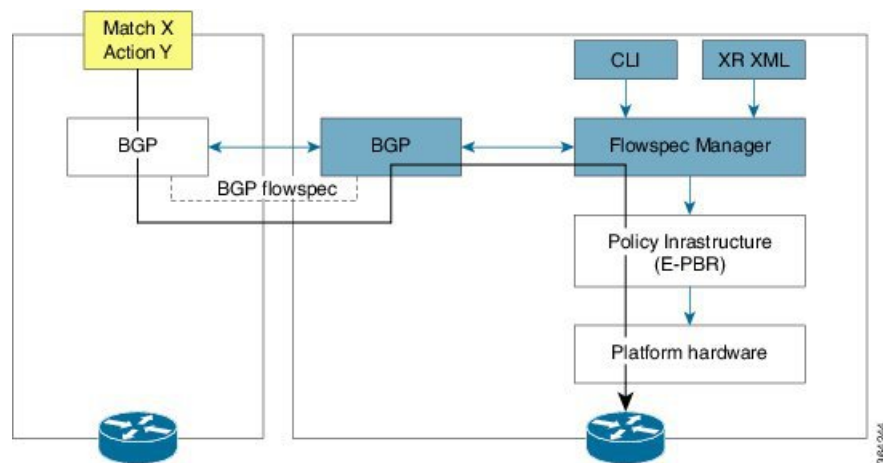 Match X
Action Y
CLI
XR XML
BGP
BGP
Flowspec Manager
BGP flowspec
Policy Inrastructure
(E-PBR)
Platform hardware